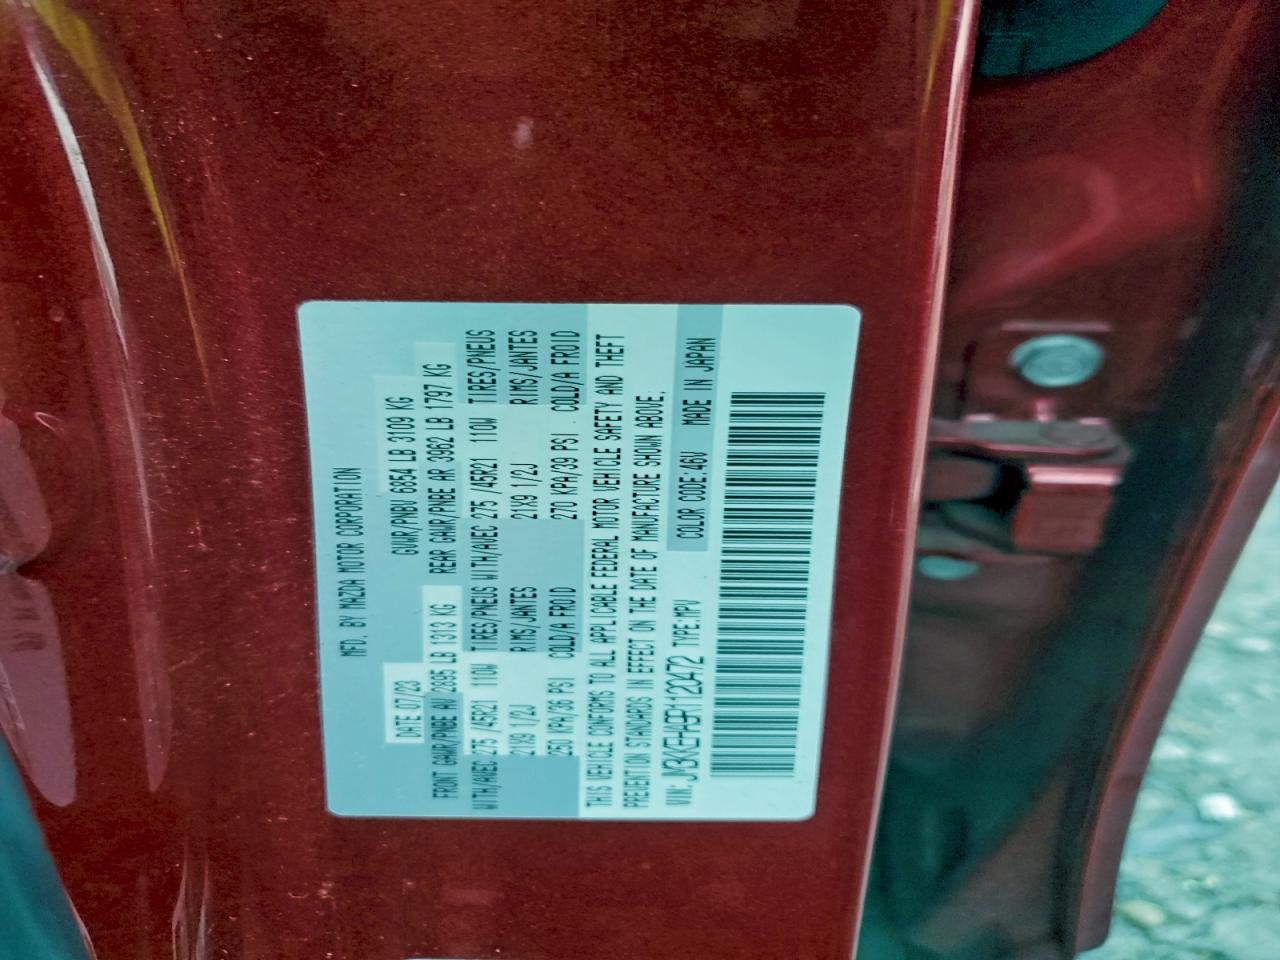 MFD. BY MAZDA MOTOR CORPORATION
DATE 07/23 GVWR/PNBV 6854 LB 3109 KG
FRONT GAWR/PNBE AV 2895 LB 1313 KG REAR GAWR/PNBE AR 3962 LB 1797 KG
WITH/AVEC 275 /45R21 110W TIRES/PNEUS WITH/AVEC 275 /45R21 110W TIRES/PNEUS
21X9 1/2J RIMS/JANTES 21X9 1/2J RIMS/JANTES
250 KPA/36 PSI COLD/A FROID 270 KPA/39 PSI COLD/A FROID
THIS VEHICLE CONFORMS TO ALL APPLICABLE FEDERAL MOTOR VEHICLE SAFETY AND THEFT
PREVENTION STANDARDS IN EFFECT ON THE DATE OF MANUFACTURE SHOWN ABOVE.
VIN: TYPE:MPV COLOR CODE:46V MADE IN JAPAN